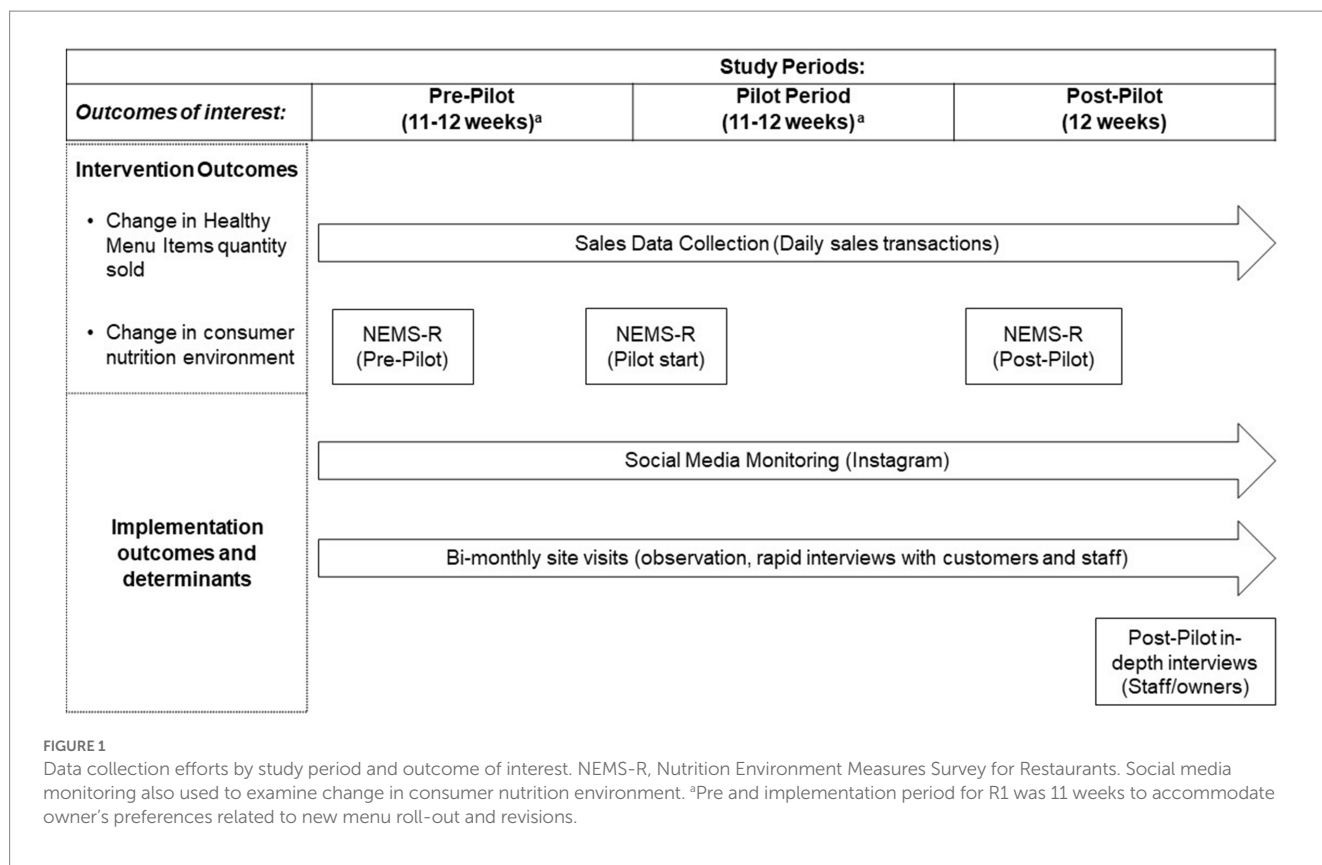 Study Periods:
Outcomes of interest:
Pre-Pilot
(11-12 weeks)ᵃ
Pilot Period
(11-12 weeks)ᵃ
Post-Pilot
(12 weeks)
Intervention Outcomes
• Change in Healthy
Menu Items quantity
sold
Sales Data Collection (Daily sales transactions)
• Change in consumer
nutrition environment
NEMS-R
(Pre-Pilot)
NEMS-R
(Pilot start)
NEMS-R
(Post-Pilot)
Implementation
outcomes and
determinants
Social Media Monitoring (Instagram)
Bi-monthly site visits (observation, rapid interviews with customers and staff)
Post-Pilot in-
depth interviews
(Staff/owners)
FIGURE 1
Data collection efforts by study period and outcome of interest. NEMS-R, Nutrition Environment Measures Survey for Restaurants. Social media
monitoring also used to examine change in consumer nutrition environment. ᵃPre and implementation period for R1 was 11 weeks to accommodate
owner’s preferences related to new menu roll-out and revisions.